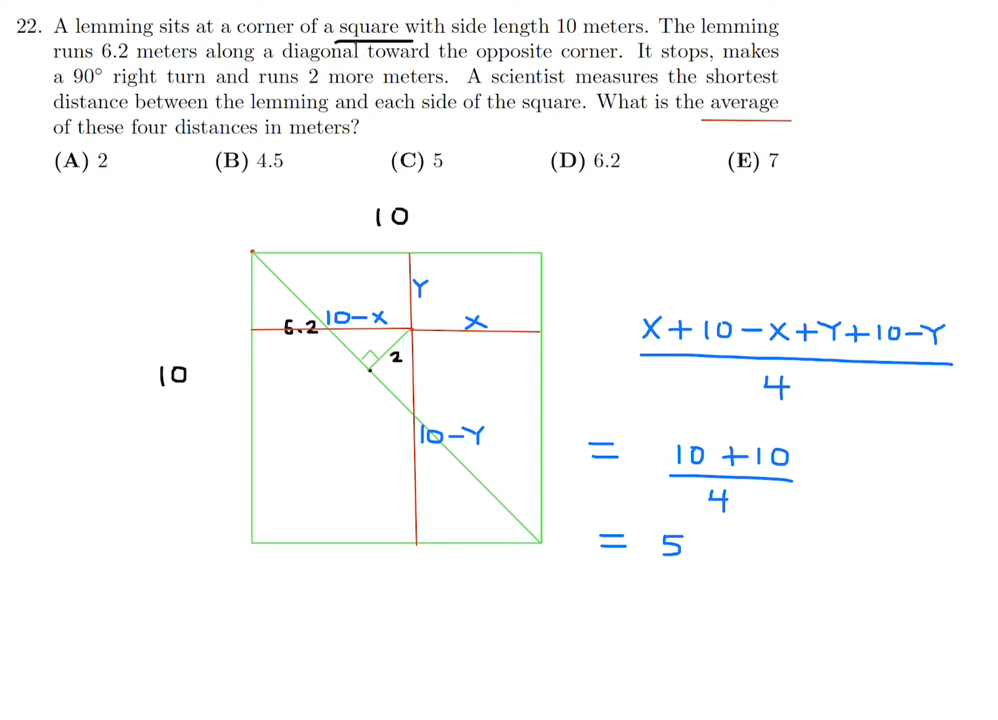 22. A lemming sits at a corner of a square with side length 10 meters. The lemming
runs 6.2 meters along a diagonal toward the opposite corner. It stops, makes
a 90° right turn and runs 2 more meters. A scientist measures the shortest
distance between the lemming and each side of the square. What is the average
of these four distances in meters?
(A) 2 (B) 4.5 (C) 5 (D) 6.2 (E) 7
10
Y
6.2 10-X X
X+10-X+Y+10-Y
4
2
10
10-Y
= 10+10
4
= 5